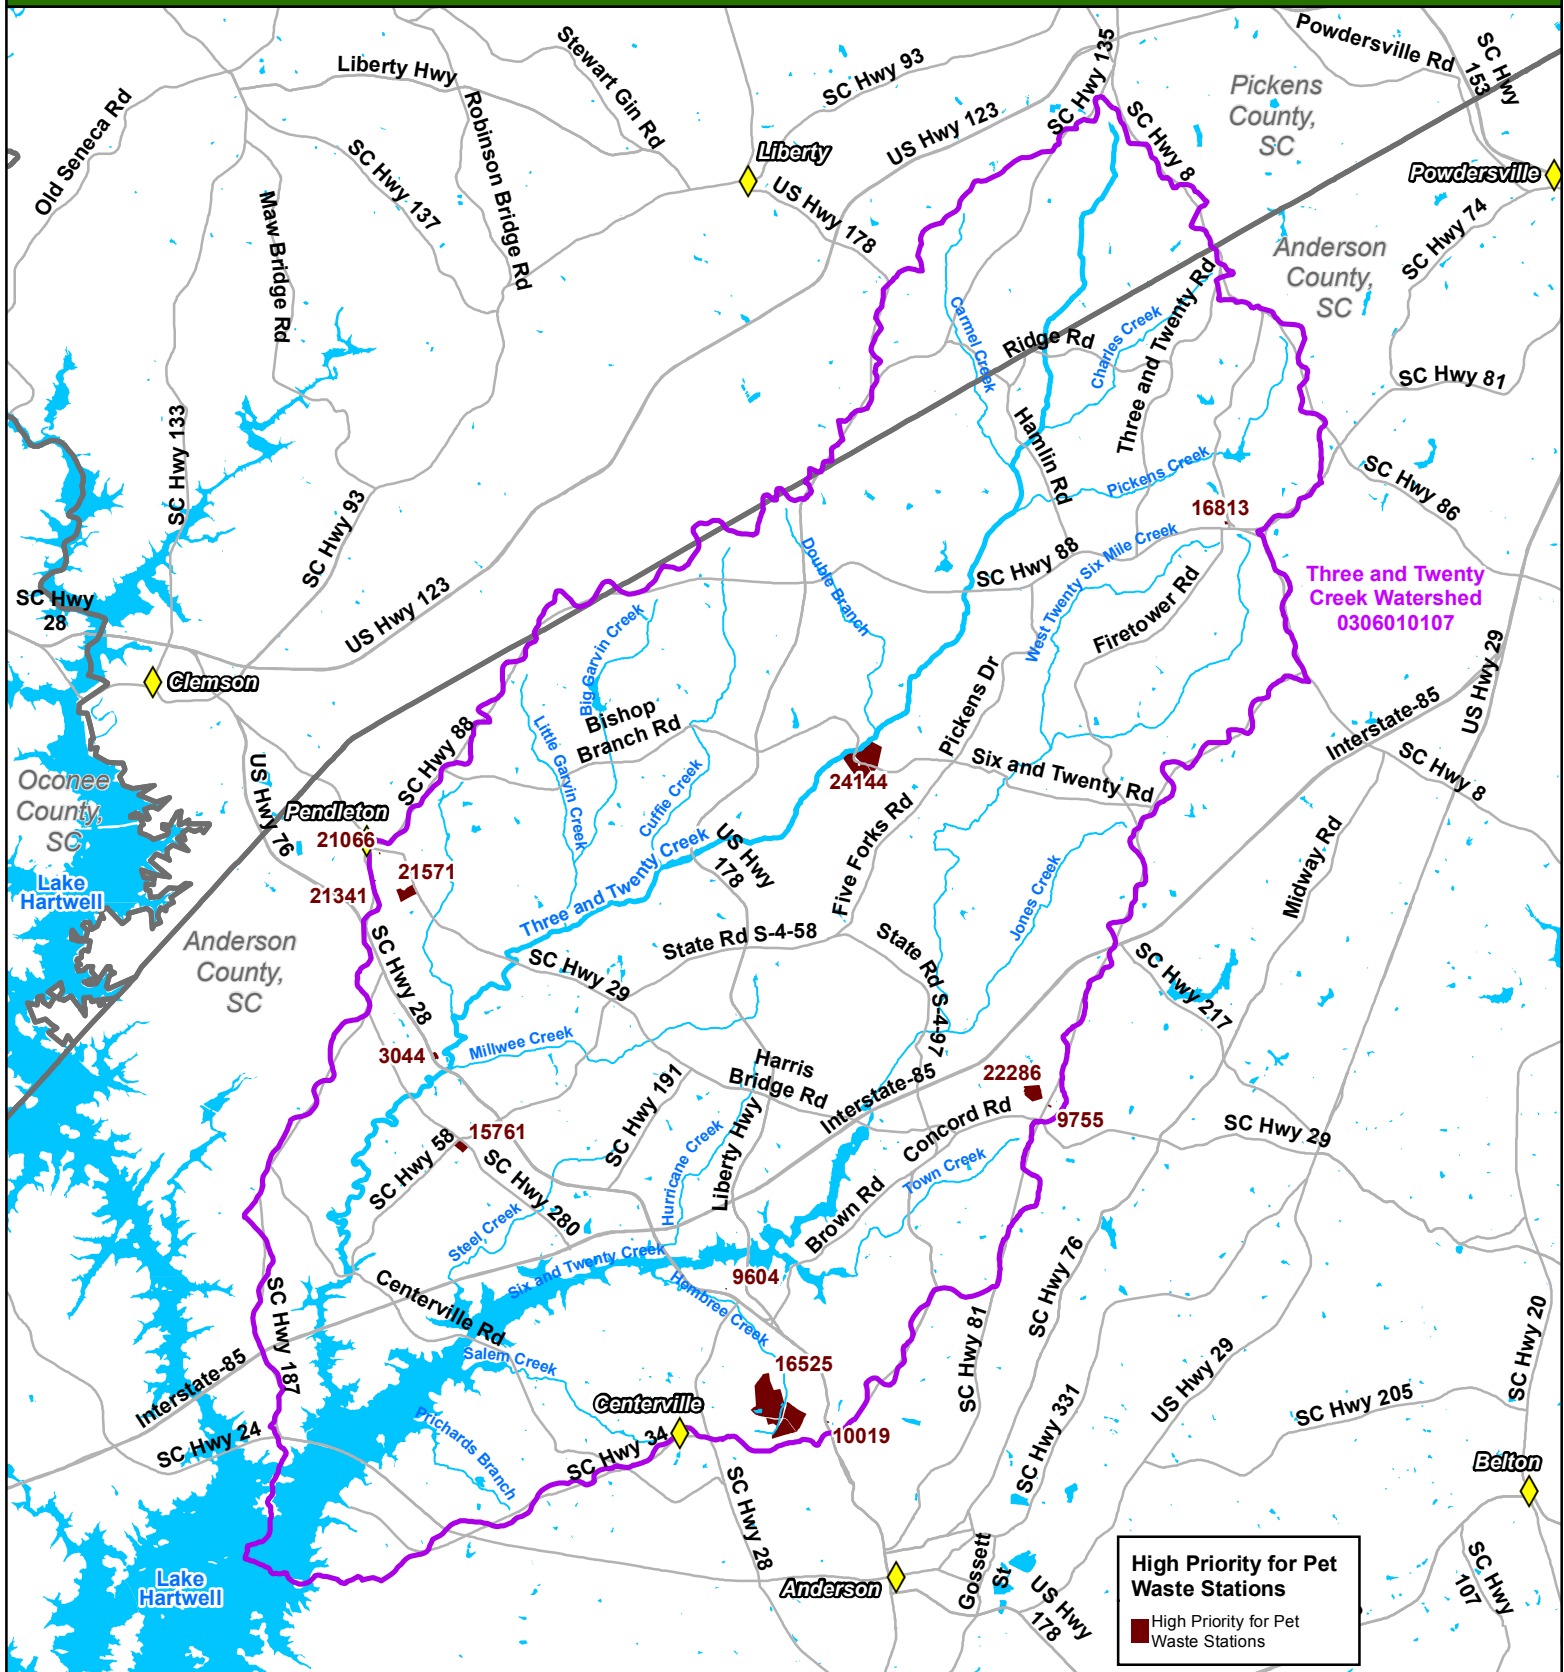 Powdersville Rd
SC Hwy
153
Stewart Gin Rd
Liberty Hwy
SC Hwy 93
SC Hwy 135
Pickens
County,
SC
Old Seneca Rd
Robinson Bridge Rd
SC Hwy 137
US Hwy 123
SC Hwy 8
Liberty
Powdersville
Maw Bridge Rd
US Hwy 178
SC Hwy 74
Anderson
County,
SC
Carmel Creek
Ridge Rd
Charles Creek
Three and Twenty Rd
SC Hwy 81
SC Hwy 133
Hamlin Rd
Pickens Creek
SC Hwy 86
SC Hwy 93
16813
Double Branch
SC Hwy 88
West Twenty Six Mile Creek
Firetower Rd
Three and Twenty
Creek Watershed
0306010107
SC Hwy
28
US Hwy 123
Clemson
Big Garvin Creek
Bishop
Branch Rd
Little Garvin Creek
Cuffie Creek
Pickens Dr
US Hwy 29
Interstate-85
SC Hwy 8
SC Hwy 88
US Hwy 76
Oconee
County,
SC
Pendleton
21066
24144
Six and Twenty Rd
Three and Twenty Creek
US Hwy
178
Five Forks Rd
Midway Rd
21571
21341
Lake
Hartwell
Jones Creek
Anderson
County,
SC
SC Hwy 28
State Rd S-4-58
State Rd S-4-97
SC Hwy 29
SC Hwy 217
Millwee Creek
3044
Harris
Bridge Rd
Interstate-85
22286
9755
SC Hwy 191
Concord Rd
SC Hwy 29
15761
SC Hwy 58
SC Hwy 280
Hurricane Creek
Liberty Hwy
Town Creek
Brown Rd
Steel Creek
Six and Twenty Creek
9604
SC Hwy 76
Hembree Creek
Centerville Rd
SC Hwy 187
Salem Creek
16525
SC Hwy 81
US Hwy 29
SC Hwy 20
Interstate-85
SC Hwy 24
Prichards Branch
Centerville
10019
SC Hwy 331
SC Hwy 205
SC Hwy 34
Belton
SC Hwy 28
Lake
Hartwell
Anderson
Gossett
St
US Hwy
178
SC Hwy
107
High Priority for Pet
Waste Stations
High Priority for Pet
Waste Stations